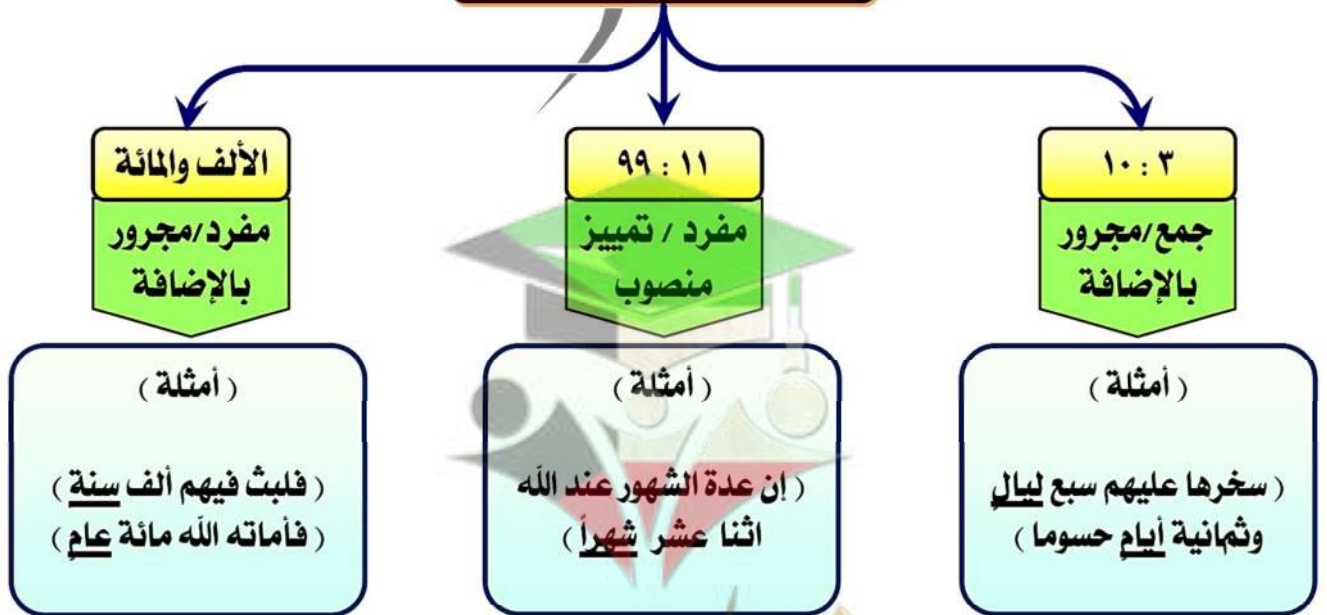 ٣ : ١٠
جمع/مجرور
بالإضافة
( أمثلة )
( سخرها عليهم سبع ليالٍ
وثمانية أيامٍ حسوما )
١١ : ٩٩
مفرد / تمييز
منصوب
( أمثلة )
( إن عدة الشهور عند الله
اثنا عشر شهراً )
الألف والمائة
مفرد/مجرور
بالإضافة
( أمثلة )
( فلبث فيهم ألف سنة )
( فأماته الله مائة عامٍ )